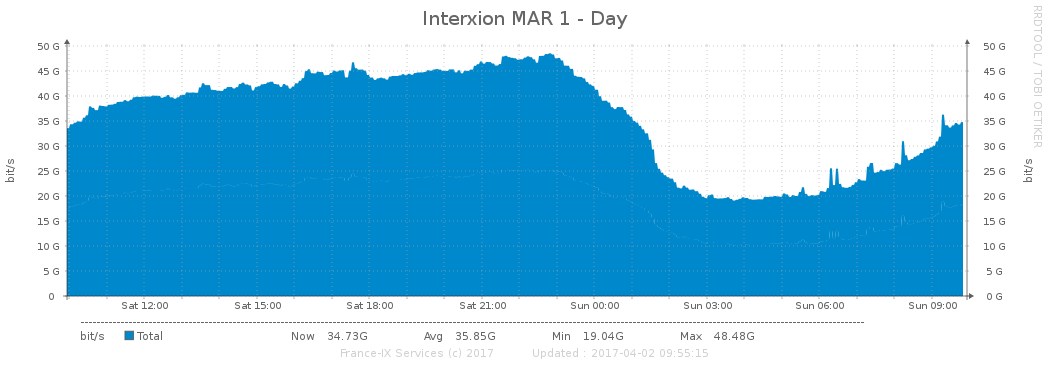 Interxion MAR 1 - Day
RRDTOOL / TOBI OETIKER
bit/s
bit/s
50 G 50 G
45 G 45 G
40 G 40 G
35 G 35 G
30 G 30 G
25 G 25 G
20 G 20 G
15 G 15 G
10 G 10 G
5 G 5 G
0 0 G
Sat 12:00 Sat 15:00 Sat 18:00 Sat 21:00 Sun 00:00 Sun 03:00 Sun 06:00 Sun 09:00
bit/s Total Now 34.73G Avg 35.85G Min 19.04G Max 48.48G
France-IX Services (c) 2017 Updated : 2017-04-02 09:55:15